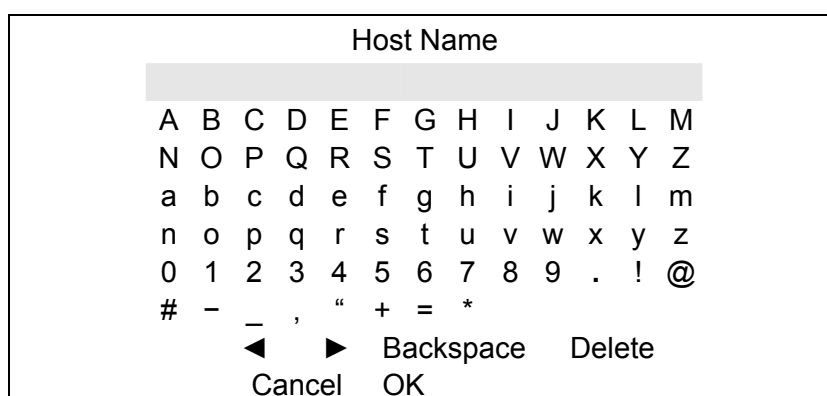 Host Name
A B C D E F G H I J K L M
N O P Q R S T U V W X Y Z
a b c d e f g h i j k l m
n o p q r s t u v w x y z
0 1 2 3 4 5 6 7 8 9 . ! @
# − _ , “ + = *
◄ ► Backspace Delete
Cancel OK